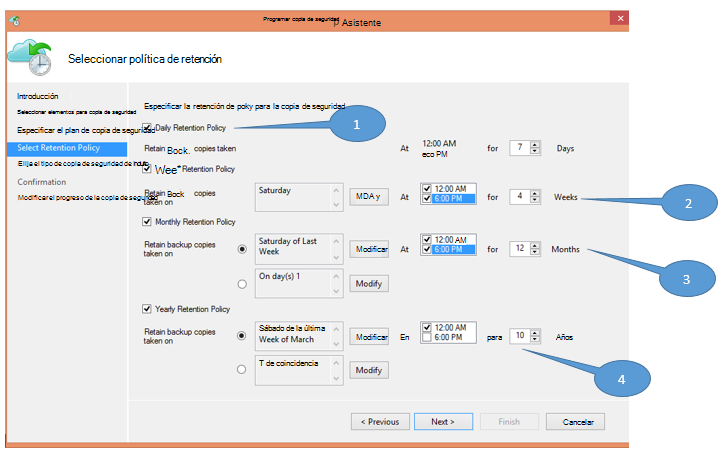 Programar copia de seguridad
Asistente
Seleccionar política de retención
Introducción
Seleccionar elementos para copia de seguridad
Especificar el plan de copia de seguridad
Select Retention Policy
Elija el tipo de copia de seguridad de
Confirmation
Modificar el progreso de la copia de seguridad
Especificar la retención de poky para la copia de seguridad
Daily Retention Policy
1
Retain Bock. copies taken
At
12:00 AM
eco PM
for
7
Days
Wee* Retention Policy
Retain Bock copies
taken on
Saturday
MDA y
At
12:00 AM
6:00 PM
for
4
Weeks
2
Monthly Retention Policy
Retain backup copies
taken on
Saturday of Last
Week
Modificar
At
12:00 AM
6:00 PM
for
12
Months
3
On day(s) 1
Modify
Yearly Retention Policy
Retain backup copies
taken on
Sábado de la última
Week of March
Modificar
En
12:00 AM
6:00 PM
para
10
Años
4
T de coincidencia
Modify
< Previous
Next >
Finish
Cancelar